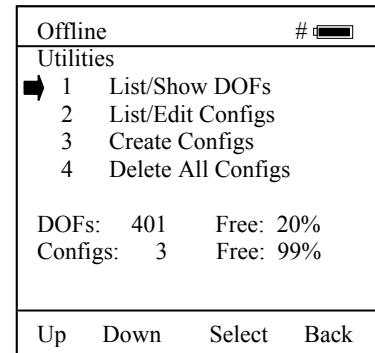 Offline #
Utilities
1 List/Show DOFs
2 List/Edit Configs
3 Create Configs
4 Delete All Configs
DOFs: 401 Free: 20%
Configs: 3 Free: 99%
Up Down Select Back